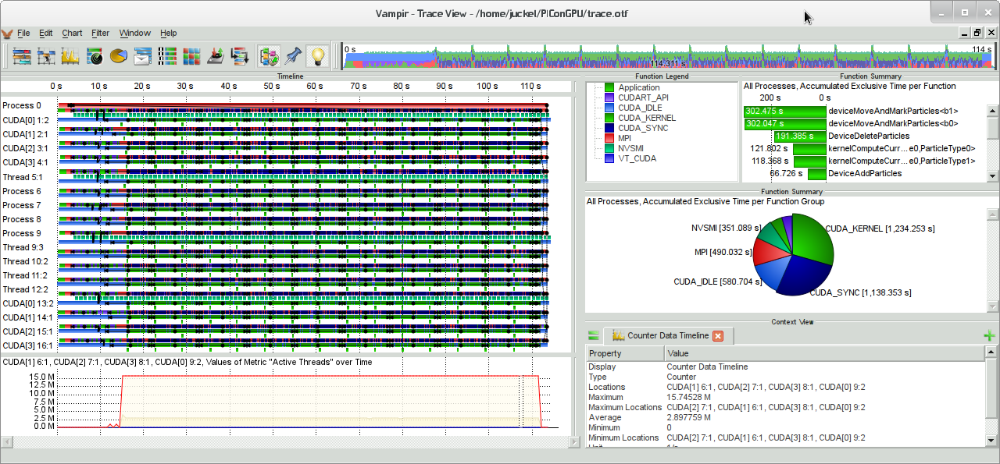 Vampir - Trace View - /home/juckel/PIConGPU/trace.otf
File Edit Chart Filter Window Help
0 s 114 s
114.311 s
Timeline
0 s 10 s 20 s 30 s 40 s 50 s 60 s 70 s 80 s 90 s 100 s 110 s
Process 0
CUDA[0] 1:2
CUDA[1] 2:1
CUDA[2] 3:1
CUDA[3] 4:1
Thread 5:1
Process 6
Process 7
Process 8
Process 9
Thread 9:3
Thread 10:2
Thread 11:2
Thread 12:2
CUDA[0] 13:2
CUDA[1] 14:1
CUDA[2] 15:1
CUDA[3] 16:1
CUDA[1] 6:1, CUDA[2] 7:1, CUDA[3] 8:1, CUDA[0] 9:2, Values of Metric "Active Threads" over Time
15.0 M
12.5 M
10.0 M
7.5 M
5.0 M
2.5 M
0.0 M
Function Legend
Application
CUDART_API
CUDA_IDLE
CUDA_KERNEL
CUDA_SYNC
MPI
NVSMI
VT_CUDA
Function Summary
All Processes, Accumulated Exclusive Time per Function
200 s 0 s
302.475 s deviceMoveAndMarkParticles<b1>
302.047 s deviceMoveAndMarkParticles<b0>
191.385 s DeviceDeleteParticles
121.802 s kernelComputeCurr...e0,ParticleType0>
118.368 s kernelComputeCurr...e0,ParticleType1>
66.726 s DeviceAddParticles
Function Summary
All Processes, Accumulated Exclusive Time per Function Group
NVSMI [351.089 s]
CUDA_KERNEL [1,234.253 s]
MPI [490.032 s]
CUDA_IDLE [580.704 s]
CUDA_SYNC [1,138.353 s]
Context View
Counter Data Timeline
Property Value
Display Counter Data Timeline
Type Counter
Locations CUDA[1] 6:1, CUDA[2] 7:1, CUDA[3] 8:1, CUDA[0] 9:2
Maximum 15.74528 M
Maximum Locations CUDA[2] 7:1, CUDA[1] 6:1, CUDA[3] 8:1, CUDA[0] 9:2
Average 2.897759 M
Minimum 0
Minimum Locations CUDA[2] 7:1, CUDA[1] 6:1, CUDA[3] 8:1, CUDA[0] 9:2